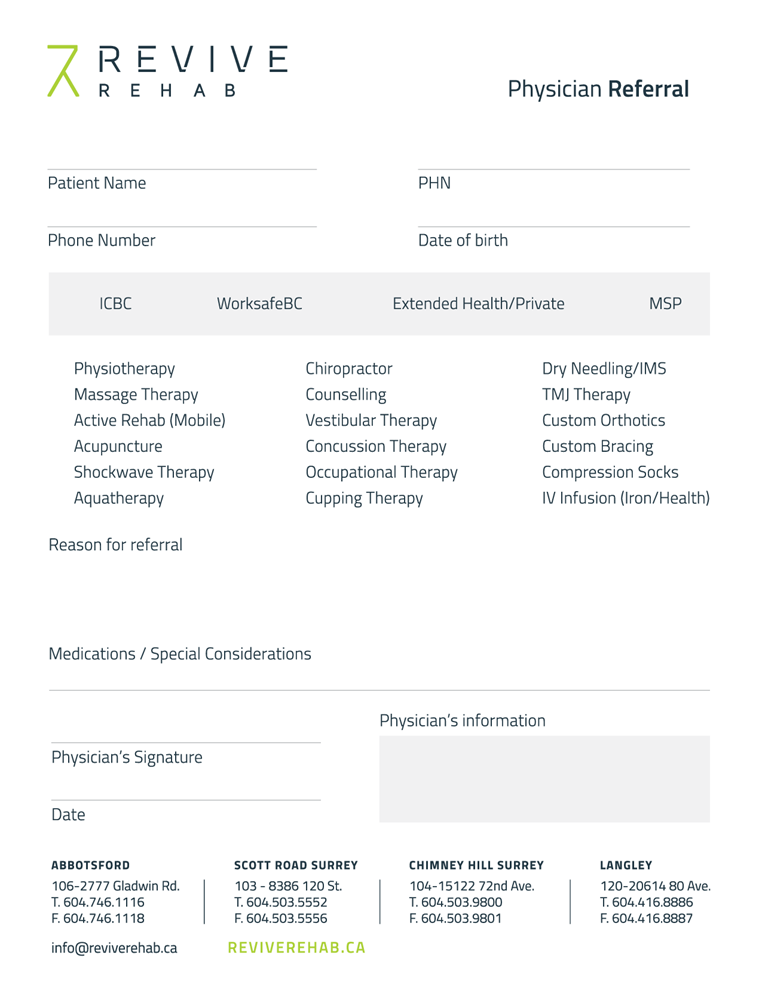 REVIVE
REHAB
Physician Referral
Patient Name
PHN
Phone Number
Date of birth
ICBC WorksafeBC Extended Health/Private MSP
Physiotherapy
Massage Therapy
Active Rehab (Mobile)
Acupuncture
Shockwave Therapy
Aquatherapy
Chiropractor
Counselling
Vestibular Therapy
Concussion Therapy
Occupational Therapy
Cupping Therapy
Dry Needling/IMS
TMJ Therapy
Custom Orthotics
Custom Bracing
Compression Socks
IV Infusion (Iron/Health)
Reason for referral
Medications / Special Considerations
Physician's information
Physician's Signature
Date
ABBOTSFORD
106-2777 Gladwin Rd.
T. 604.746.1116
F. 604.746.1118
SCOTT ROAD SURREY
103 - 8386 120 St.
T. 604.503.5552
F. 604.503.5556
CHIMNEY HILL SURREY
104-15122 72nd Ave.
T. 604.503.9800
F. 604.503.9801
LANGLEY
120-20614 80 Ave.
T. 604.416.8886
F. 604.416.8887
info@reviverehab.ca
REVIVEREHAB.CA